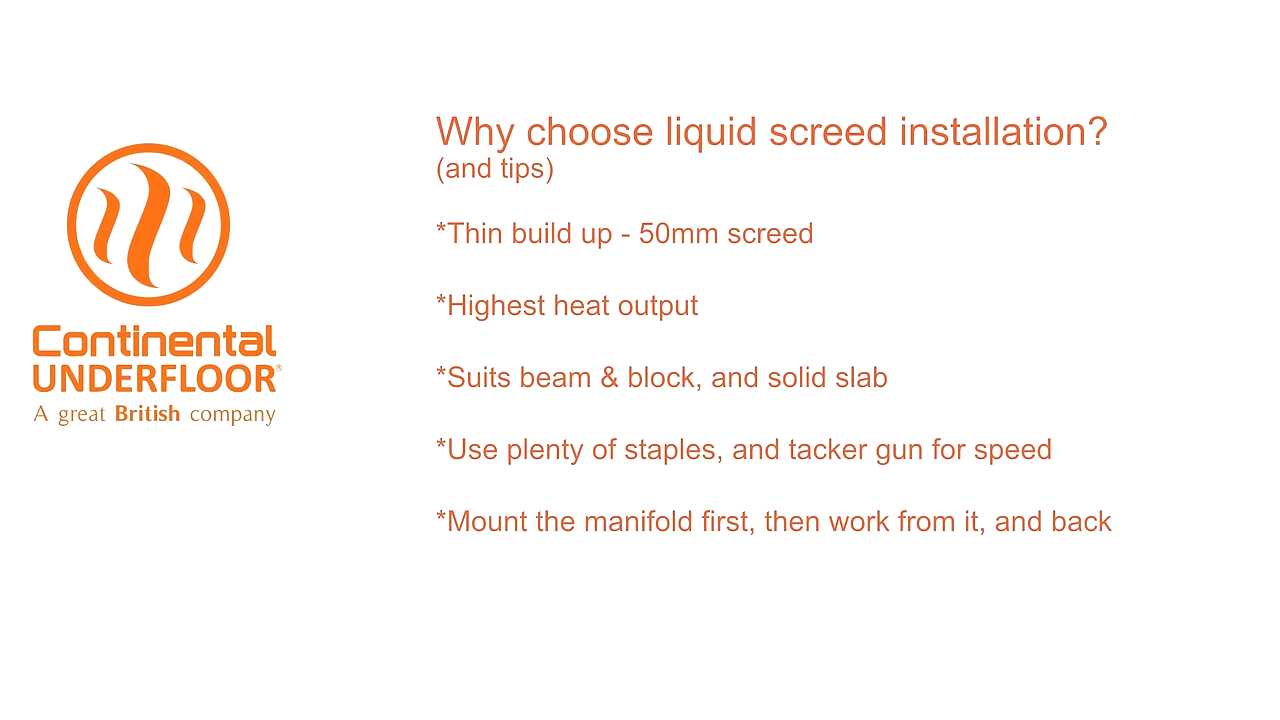 Continental
UNDERFLOOR®
A great British company
Why choose liquid screed installation?
(and tips)
*Thin build up - 50mm screed
*Highest heat output
*Suits beam & block, and solid slab
*Use plenty of staples, and tacker gun for speed
*Mount the manifold first, then work from it, and back